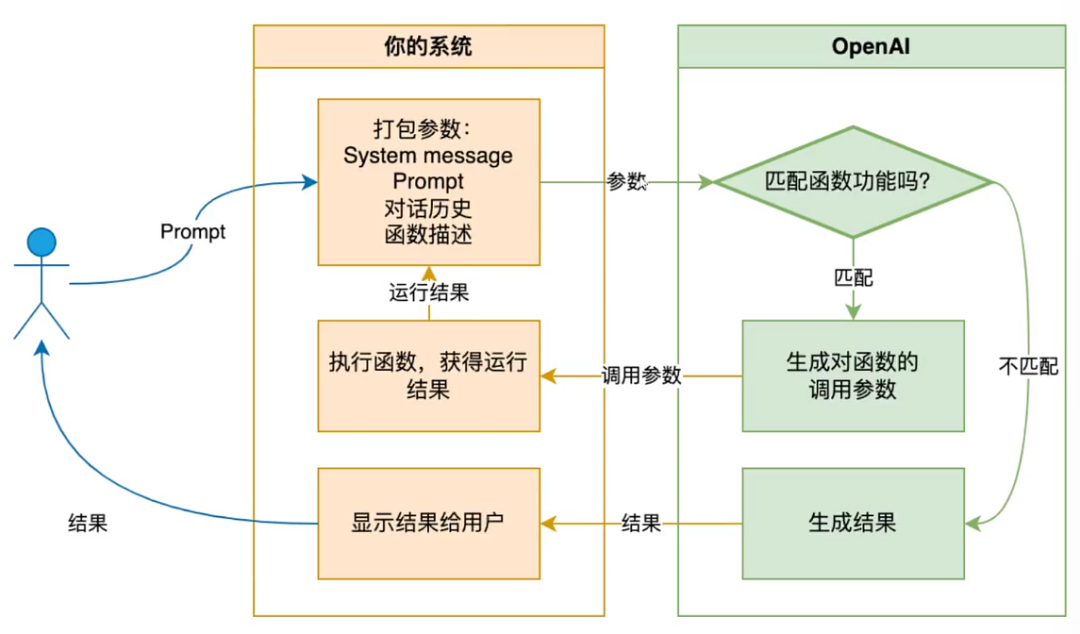 你的系统
OpenAI
打包参数：
System message
Prompt
对话历史
函数描述
参数
匹配函数功能吗？
Prompt
匹配
运行结果
执行函数，获得运行
结果
调用参数
生成对函数的
调用参数
不匹配
结果
显示结果给用户
结果
生成结果